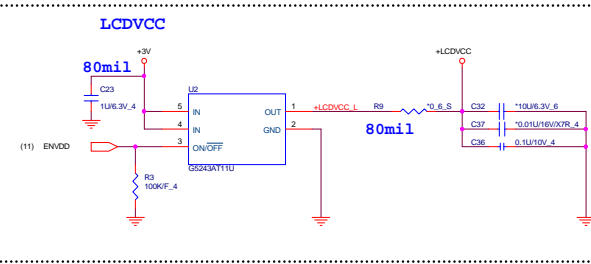 LCDVCC
+3V
+LCDVCC
80mil
C23
1U/6.3V_4
U2
5 IN OUT 1
4 IN GND 2
3 ON/OFF
G5243AT11U
+LCDVCC_L R9 *0_6_S
80mil
C32 *10U/6.3V_6
C37 *0.01U/16V/X7R_4
C36 0.1U/10V_4
(11) ENVDD
R3
100K/F_4